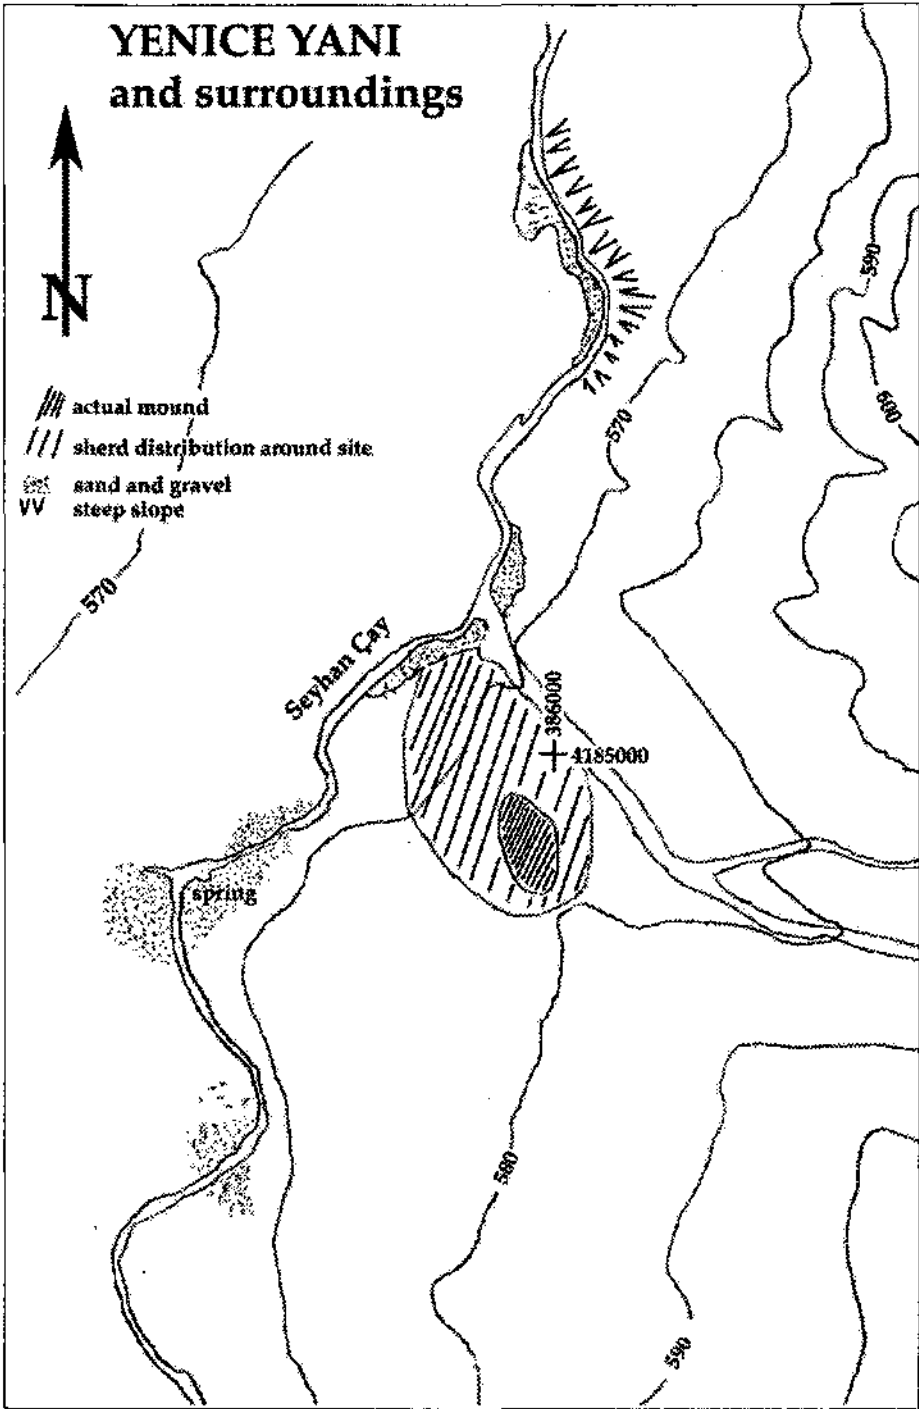 YENICE YANI
and surroundings
N
actual mound
sherd distribution around site
sand and gravel
steep slope
590
600
570
570
Seyhan Çay
386000
4185000
spring
580
590